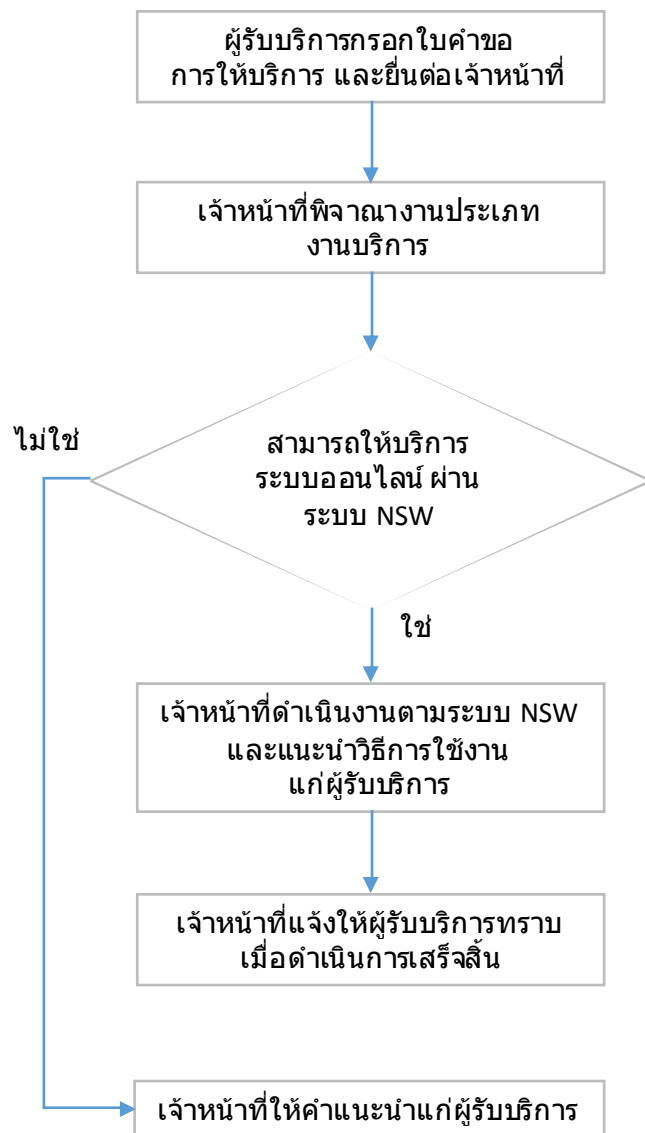 ผู้รับบริการกรอกใบคำขอ
การให้บริการ และยื่นต่อเจ้าหน้าที่
เจ้าหน้าที่พิจาณางานประเภท
งานบริการ
ไม่ใช่
สามารถให้บริการ
ระบบออนไลน์ ผ่าน
ระบบ NSW
ใช่
เจ้าหน้าที่ดำเนินงานตามระบบ NSW
และแนะนำวิธีการใช้งาน
แก่ผู้รับบริการ
เจ้าหน้าที่แจ้งให้ผู้รับบริการทราบ
เมื่อดำเนินการเสร็จสิ้น
เจ้าหน้าที่ให้คำแนะนำแก่ผู้รับบริการ